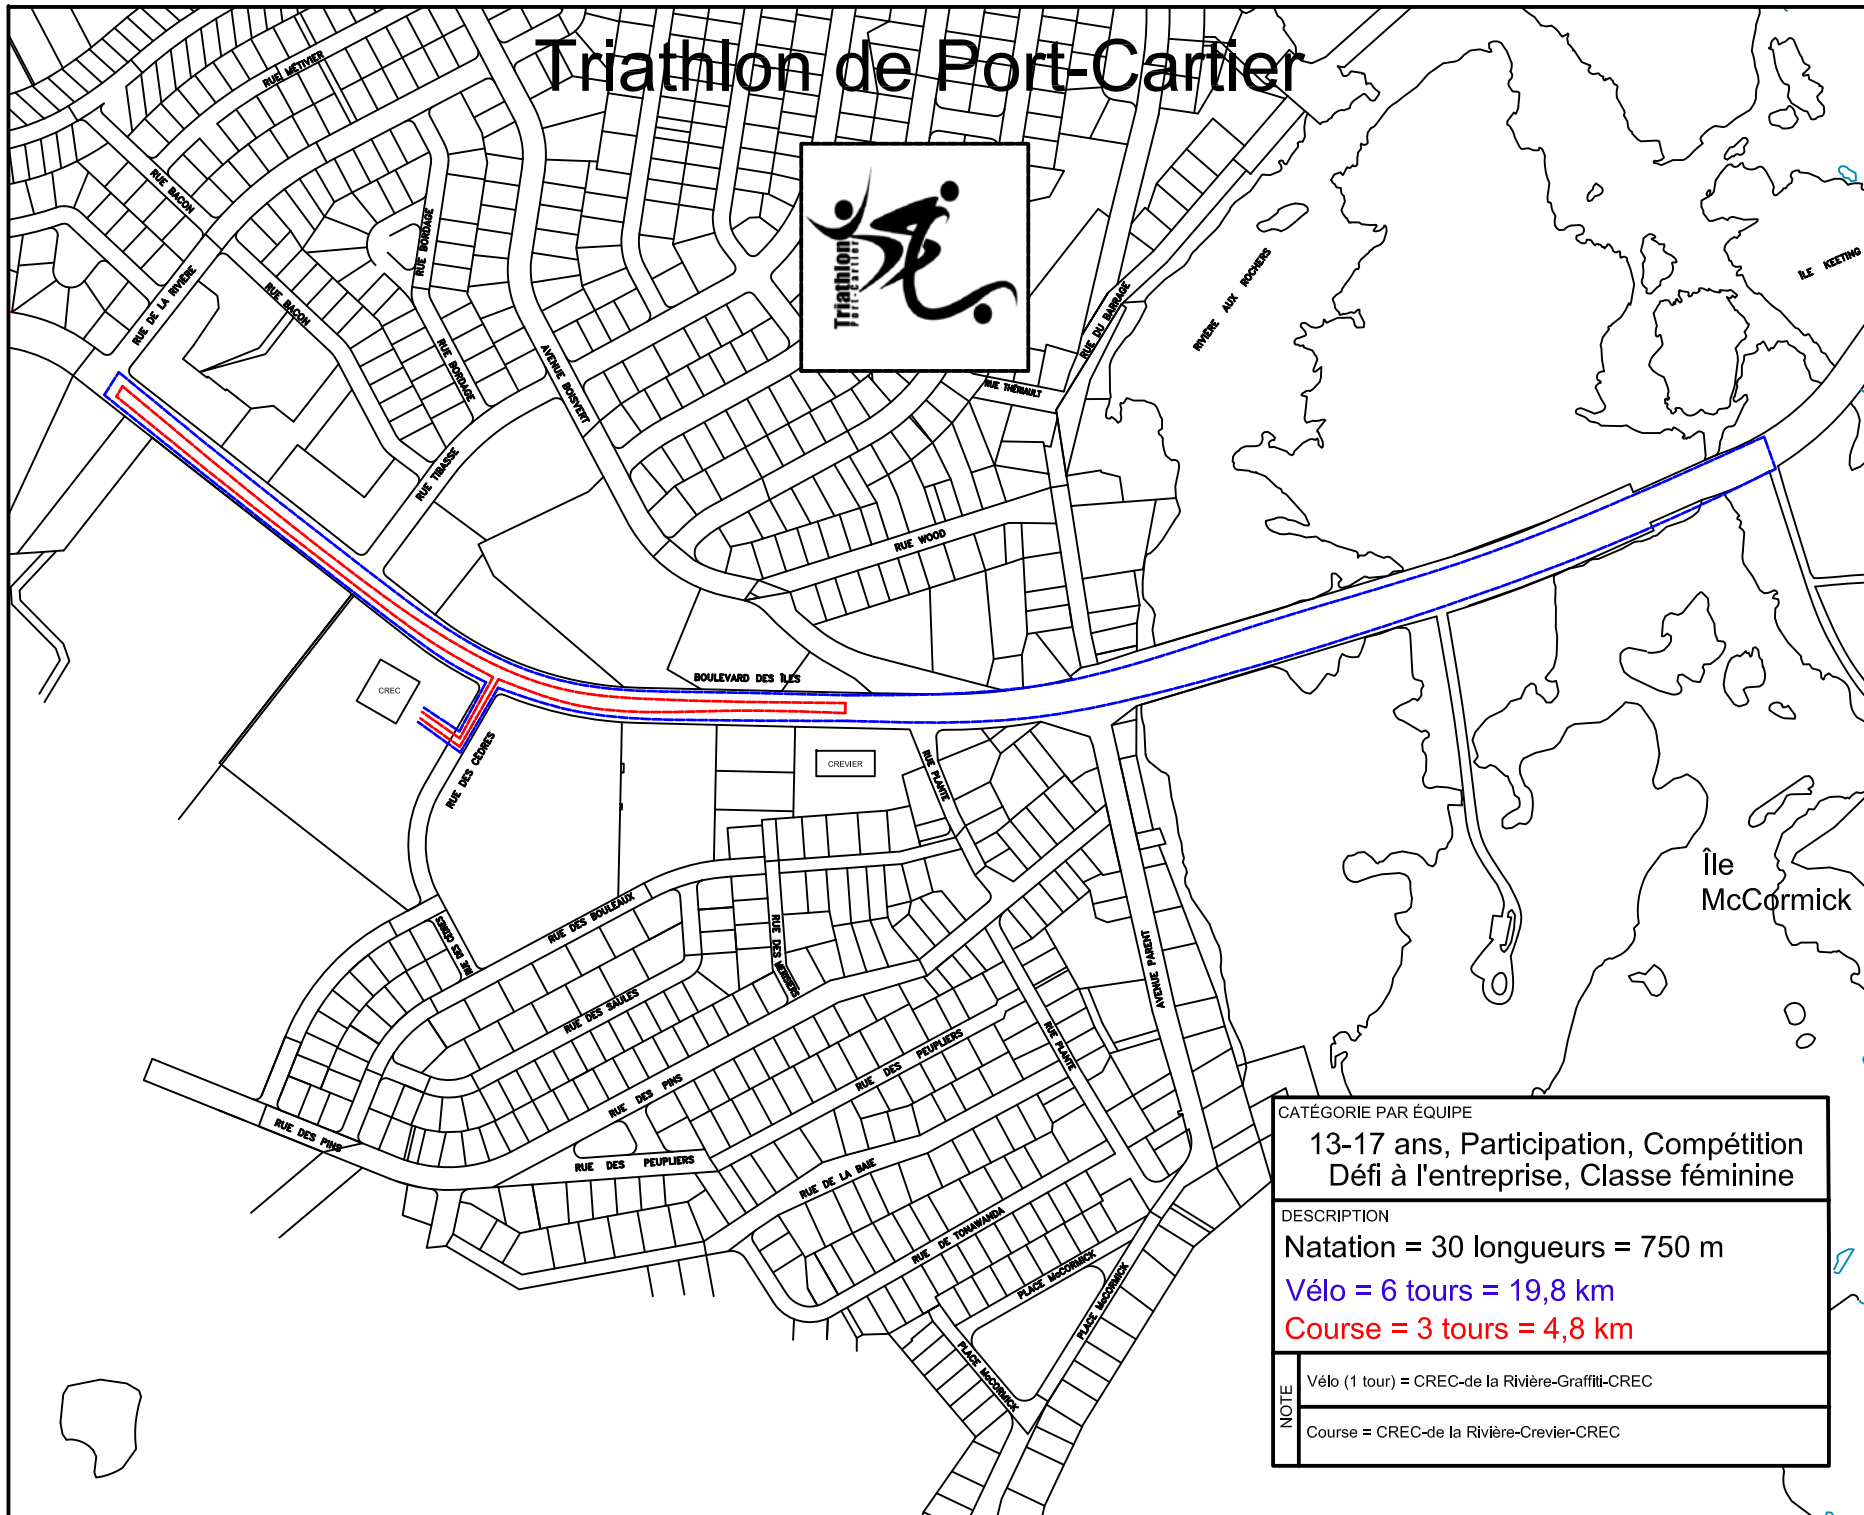 Triathlon de Port-Cartier
RUE MÉTIVIER
RUE BACON
RUE BORDAGE
RUE DE LA RIVIÈRE
RUE BACON
RUE BORDAGE
AVENUE BOISVERT
Triathlon
Port-Cartier
RUE DU BARRAGE
RIVIÈRE AUX ROCHERS
ÎLE KEETING
RUE THÉRIAULT
RUE TIBASSE
RUE WOOD
BOULEVARD DES ÎLES
CREC
CREVIER
RUE DES CÈDRES
RUE PLANTE
Île
McCormick
RUE DES CÈDRES
RUE DES BOULEAUX
RUE DES MERISIERS
AVENUE PARENT
RUE DES SAULES
RUE DES PEUPLIERS
RUE PLANTE
RUE DES PINS
RUE DES PINS
RUE DES PEUPLIERS
RUE DE LA BAIE
RUE DE TONAWANDA
PLACE McCORMICK
PLACE McCORMICK
PLACE McCORMICK
CATÉGORIE PAR ÉQUIPE
13-17 ans, Participation, Compétition
Défi à l'entreprise, Classe féminine
DESCRIPTION
Natation = 30 longueurs = 750 m
Vélo = 6 tours = 19,8 km
Course = 3 tours = 4,8 km
NOTE
Vélo (1 tour) = CREC-de la Rivière-Graffiti-CREC
Course = CREC-de la Rivière-Crevier-CREC